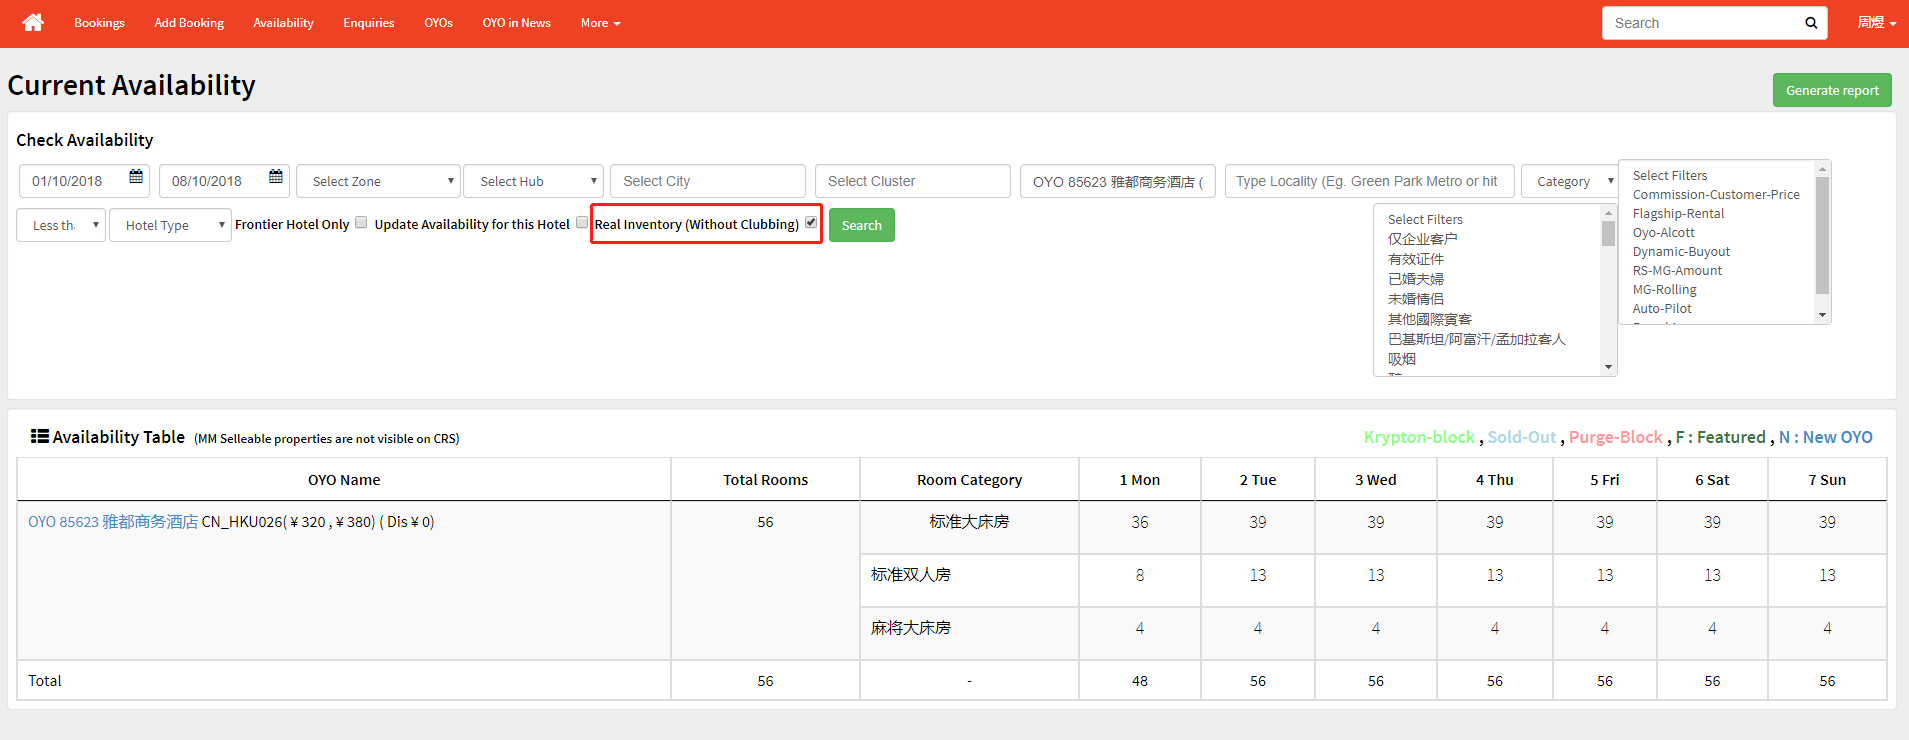 Bookings Add Booking Availability Enquiries OYOs OYO in News More Search 周煜
Current Availability
Generate report
Check Availability
01/10/2018 08/10/2018 Select Zone Select Hub Select City Select Cluster OYO 85623 雅都商务酒店 ( Type Locality (Eg. Green Park Metro or hit Category
Select Filters
Commission-Customer-Price
Flagship-Rental
Oyo-Alcott
Dynamic-Buyout
RS-MG-Amount
MG-Rolling
Auto-Pilot
Less tha Hotel Type Frontier Hotel Only Update Availability for this Hotel Real Inventory (Without Clubbing) Search
Select Filters
仅企业客户
有效证件
已婚夫婦
未婚情侣
其他國際賓客
巴基斯坦/阿富汗/孟加拉客人
吸烟
Availability Table (MM Selleable properties are not visible on CRS)
Krypton-block , Sold-Out , Purge-Block , F : Featured , N : New OYO
OYO Name Total Rooms Room Category 1 Mon 2 Tue 3 Wed 4 Thu 5 Fri 6 Sat 7 Sun
OYO 85623 雅都商务酒店 CN_HKU026( ¥ 320 , ¥ 380) ( Dis ¥ 0) 56 标准大床房 36 39 39 39 39 39 39
标准双人房 8 13 13 13 13 13 13
麻将大床房 4 4 4 4 4 4 4
Total 56 - 48 56 56 56 56 56 56